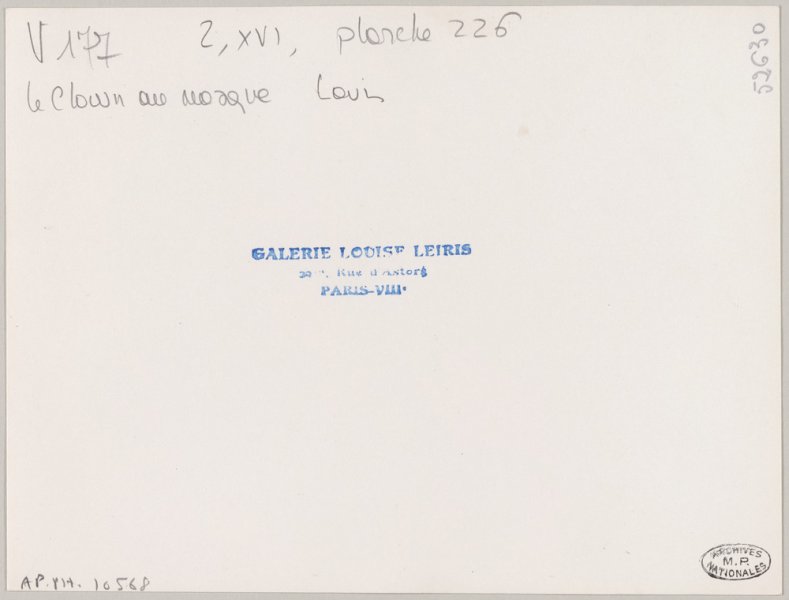 V 177 2, XVI, planche 226
le Clown au masque Louis
52630
GALERIE LOUISE LEIRIS
Rue d'Astorg
PARIS-VIII•
AP.PH. 10568
ARCHIVES
M.P.
NATIONALES